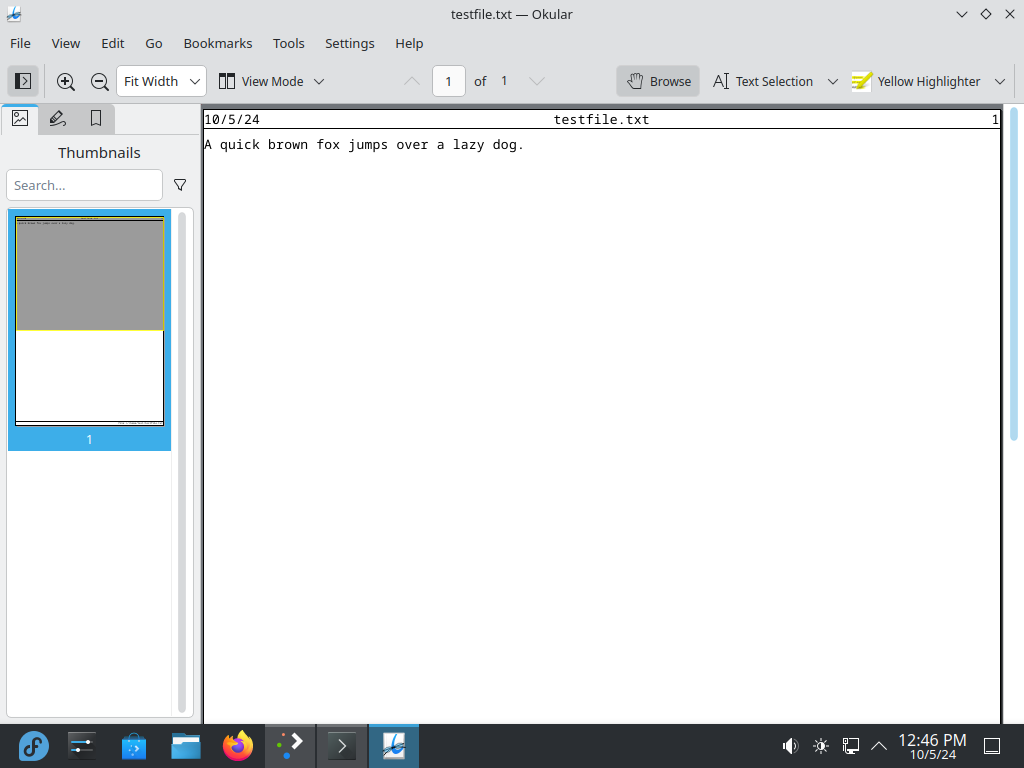 testfile.txt — Okular
File View Edit Go Bookmarks Tools Settings Help
Fit Width View Mode 1 of 1 Browse Text Selection Yellow Highlighter
Thumbnails
Search...
1
10/5/24 testfile.txt 1
A quick brown fox jumps over a lazy dog.
12:46 PM
10/5/24